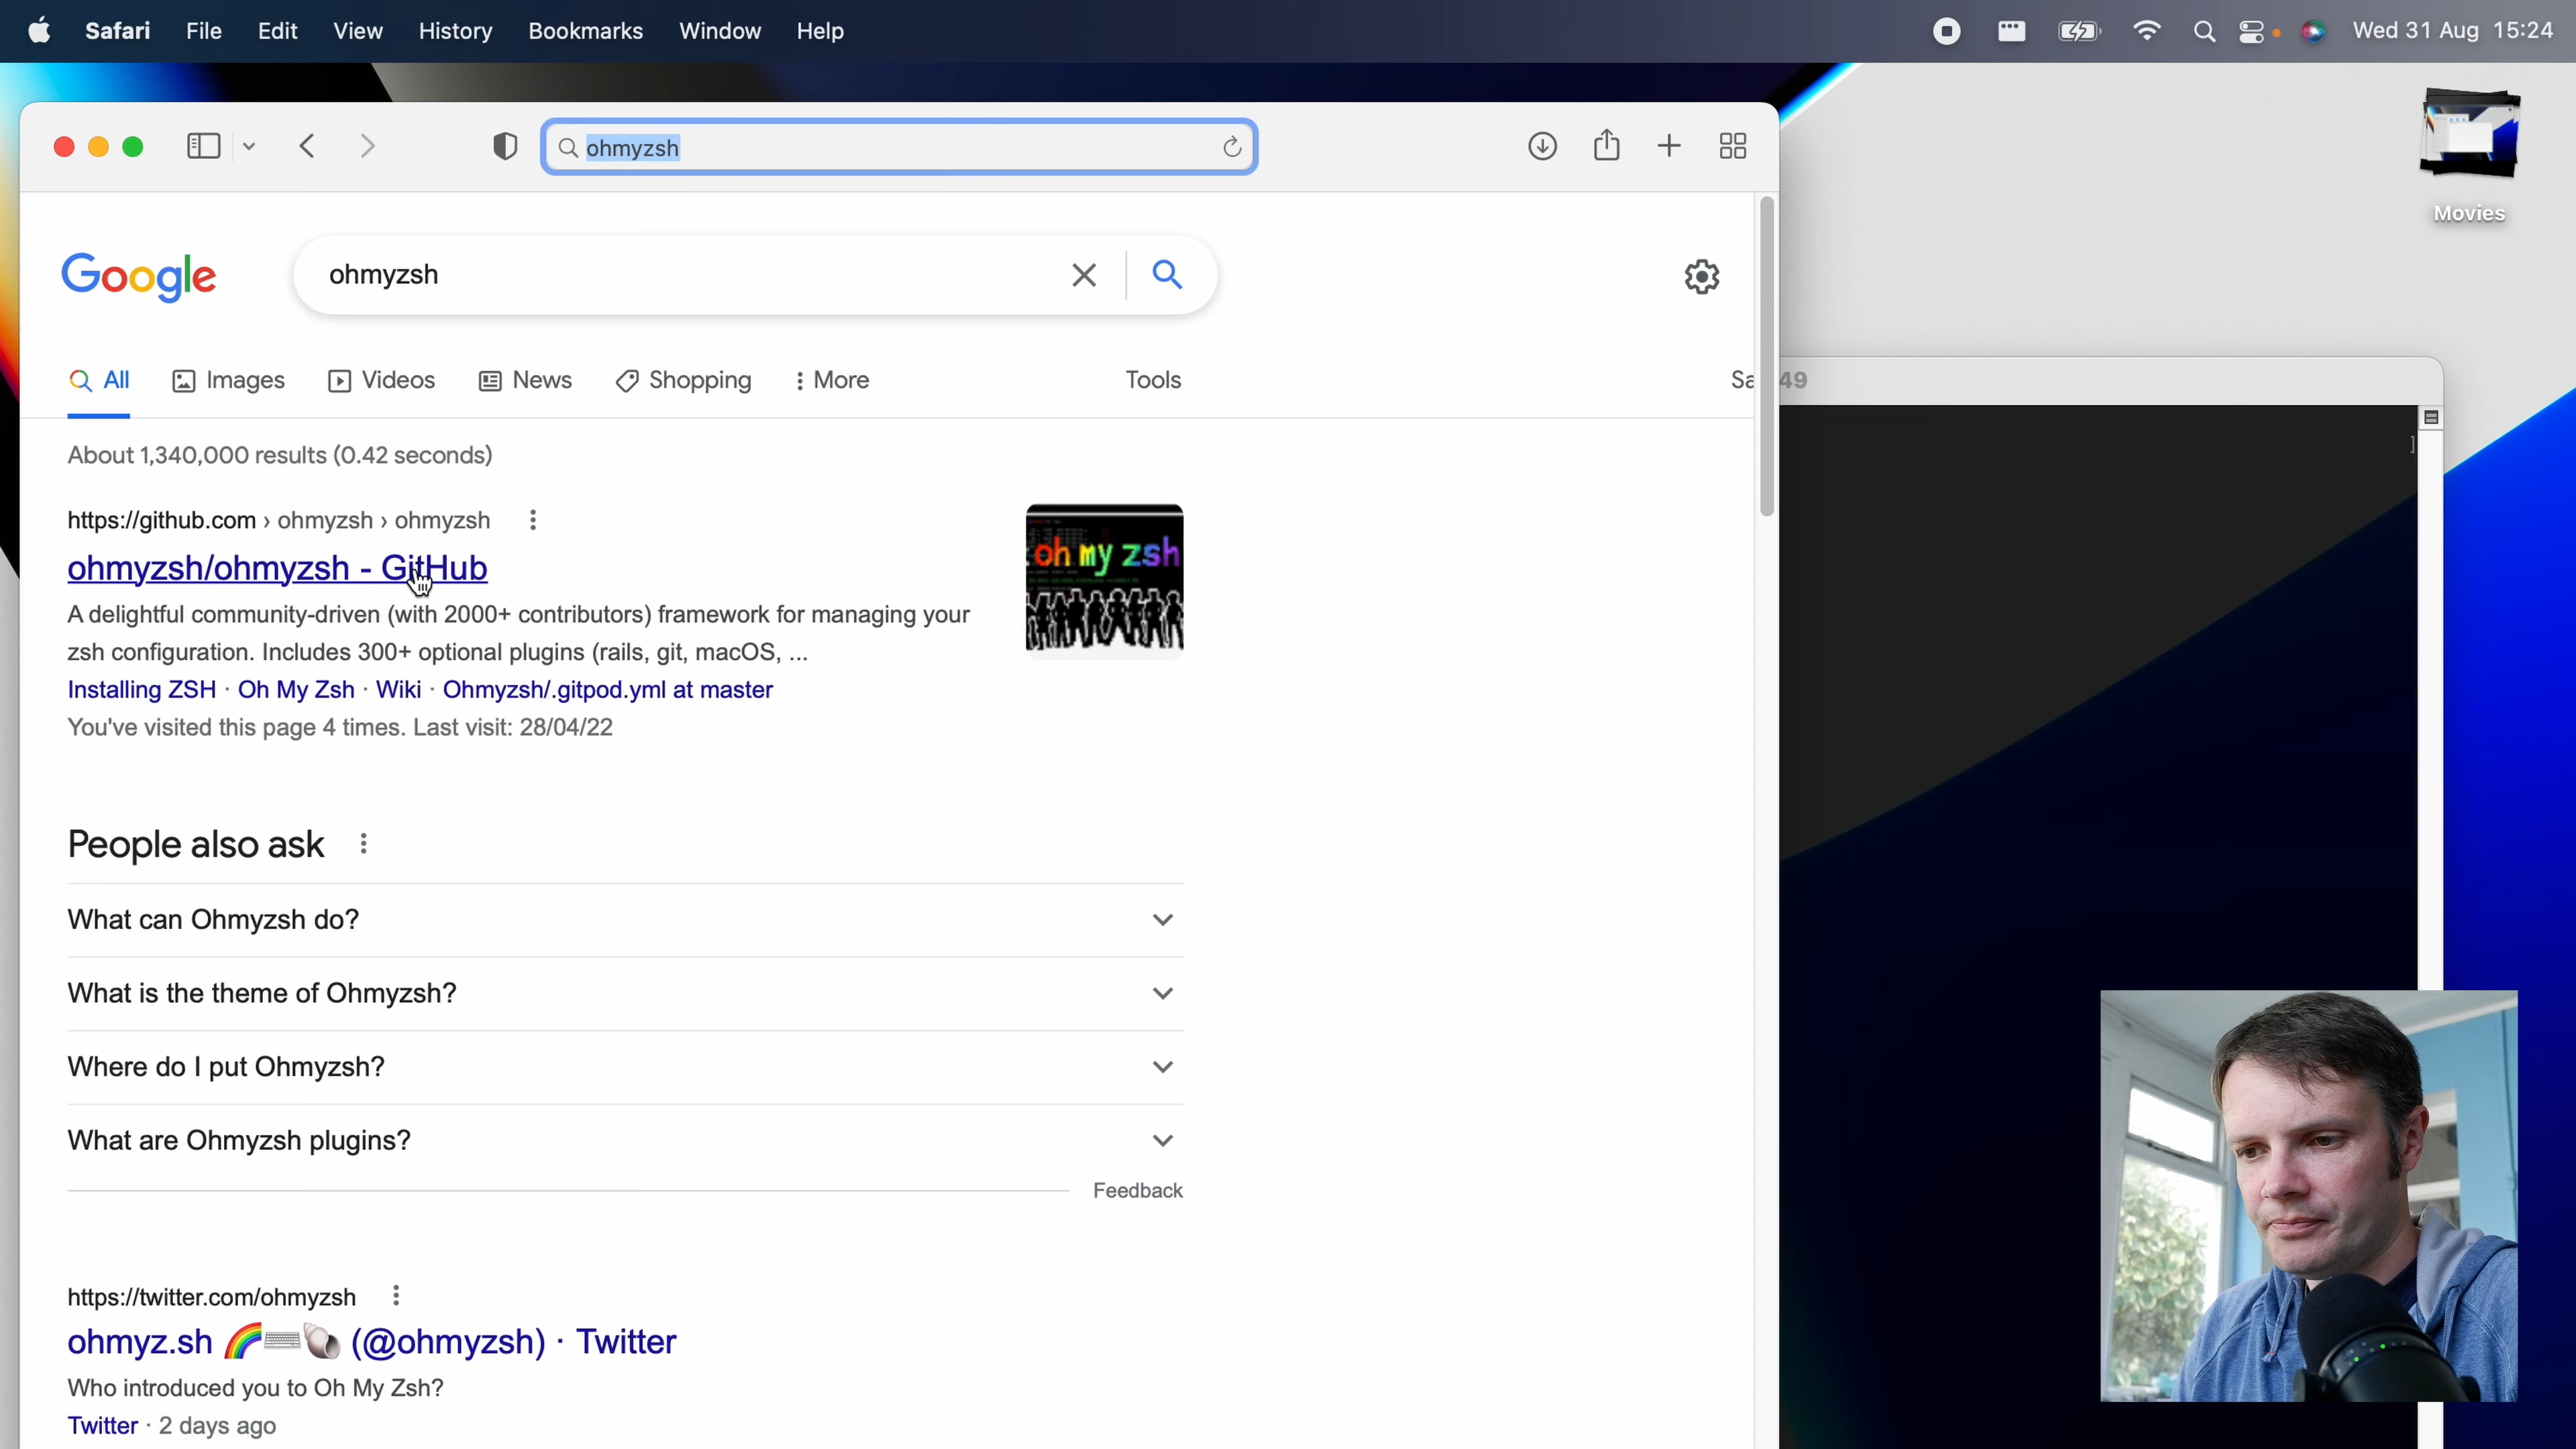 Safari File Edit View History Bookmarks Window Help Wed 31 Aug 15:24
ohmyzsh
Movies
Google ohmyzsh
All Images Videos News Shopping More Tools Sa
49
]
About 1,340,000 results (0.42 seconds)
https://github.com › ohmyzsh › ohmyzsh
ohmyzsh/ohmyzsh - GitHub
A delightful community-driven (with 2000+ contributors) framework for managing your
zsh configuration. Includes 300+ optional plugins (rails, git, macOS, ...
Installing ZSH · Oh My Zsh · Wiki · Ohmyzsh/.gitpod.yml at master
You've visited this page 4 times. Last visit: 28/04/22
oh my zsh
People also ask
What can Ohmyzsh do?
What is the theme of Ohmyzsh?
Where do I put Ohmyzsh?
What are Ohmyzsh plugins?
Feedback
https://twitter.com/ohmyzsh
ohmyz.sh 🌈⌨️🐚 (@ohmyzsh) · Twitter
Who introduced you to Oh My Zsh?
Twitter · 2 days ago